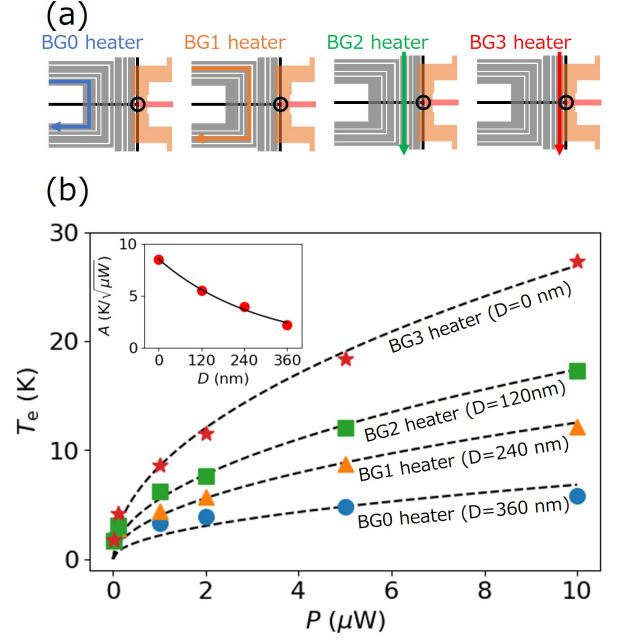 (a)
BG0 heater BG1 heater BG2 heater BG3 heater
(b)
30
20
10
0
Te (K)
10
5
0
A (K/√μW)
0 120 240 360
D (nm)
BG3 heater (D=0 nm)
BG2 heater (D=120nm)
BG1 heater (D=240 nm)
BG0 heater (D=360 nm)
0 2 4 6 8 10
P (μW)